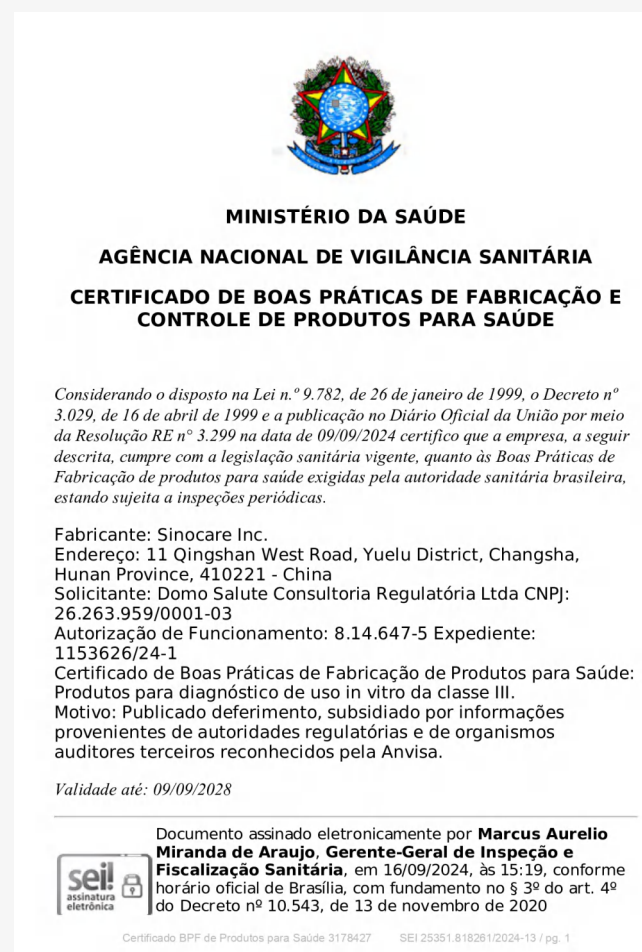 MINISTÉRIO DA SAÚDE
AGÊNCIA NACIONAL DE VIGILÂNCIA SANITÁRIA
CERTIFICADO DE BOAS PRÁTICAS DE FABRICAÇÃO E
CONTROLE DE PRODUTOS PARA SAÚDE
Considerando o disposto na Lei n.º 9.782, de 26 de janeiro de 1999, o Decreto nº
3.029, de 16 de abril de 1999 e a publicação no Diário Oficial da União por meio
da Resolução RE n° 3.299 na data de 09/09/2024 certifico que a empresa, a seguir
descrita, cumpre com a legislação sanitária vigente, quanto às Boas Práticas de
Fabricação de produtos para saúde exigidas pela autoridade sanitária brasileira,
estando sujeita a inspeções periódicas.
Fabricante: Sinocare Inc.
Endereço: 11 Qingshan West Road, Yuelu District, Changsha,
Hunan Province, 410221 - China
Solicitante: Domo Salute Consultoria Regulatória Ltda CNPJ:
26.263.959/0001-03
Autorização de Funcionamento: 8.14.647-5 Expediente:
1153626/24-1
Certificado de Boas Práticas de Fabricação de Produtos para Saúde:
Produtos para diagnóstico de uso in vitro da classe III.
Motivo: Publicado deferimento, subsidiado por informações
provenientes de autoridades regulatórias e de organismos
auditores terceiros reconhecidos pela Anvisa.
Validade até: 09/09/2028
sei!
assinatura
eletrônica
Documento assinado eletronicamente por Marcus Aurelio
Miranda de Araujo, Gerente-Geral de Inspeção e
Fiscalização Sanitária, em 16/09/2024, às 15:19, conforme
horário oficial de Brasília, com fundamento no § 3º do art. 4º
do Decreto nº 10.543, de 13 de novembro de 2020
Certificado BPF de Produtos para Saúde 3178427 SEI 25351.818261/2024-13 / pg. 1